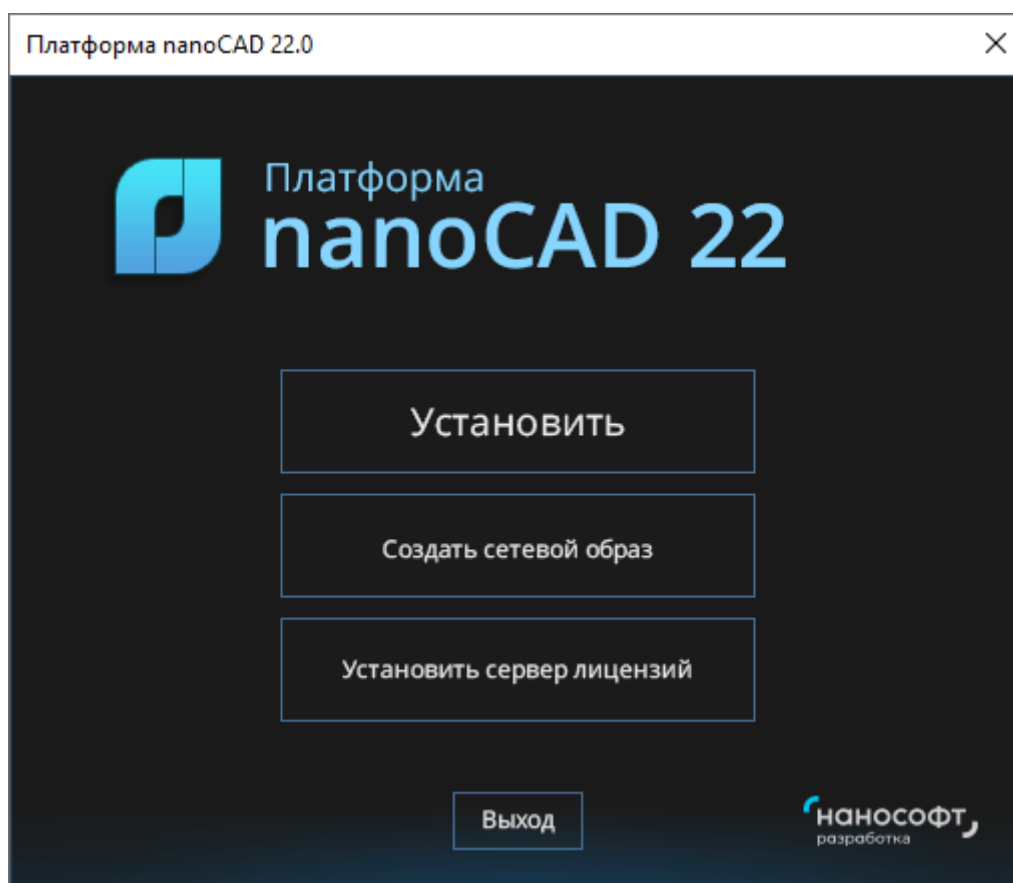 Платформа nanoCAD 22.0
Платформа
nanoCAD 22
Установить
Создать сетевой образ
Установить сервер лицензий
Выход
нанософт
разработка